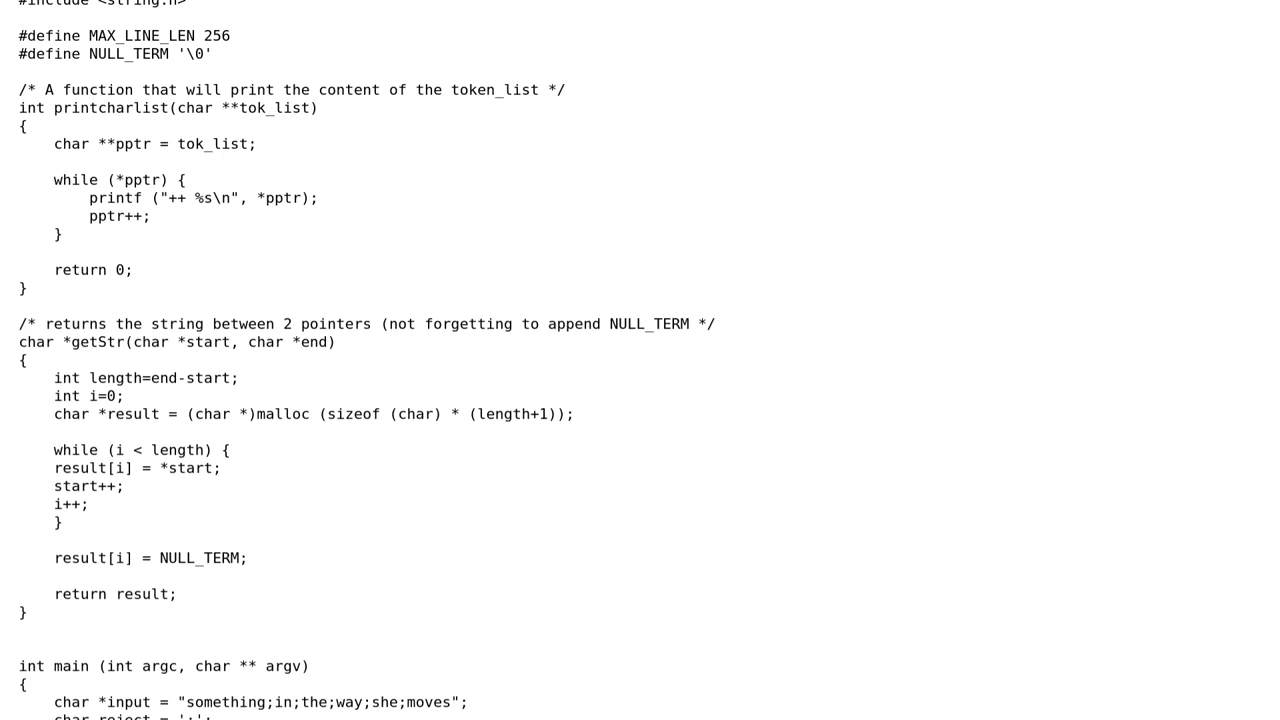 #include <string.h>
#define MAX_LINE_LEN 256
#define NULL_TERM '\0'
/* A function that will print the content of the token_list */
int printcharlist(char **tok_list)
{
    char **pptr = tok_list;
    while (*pptr) {
        printf ("++ %s\n", *pptr);
        pptr++;
    }
    return 0;
}
/* returns the string between 2 pointers (not forgetting to append NULL_TERM */
char *getStr(char *start, char *end)
{
    int length=end-start;
    int i=0;
    char *result = (char *)malloc (sizeof (char) * (length+1));
    while (i < length) {
    result[i] = *start;
    start++;
    i++;
    }
    result[i] = NULL_TERM;
    return result;
}
int main (int argc, char ** argv)
{
    char *input = "something;in;the;way;she;moves";
    char reject = ';';